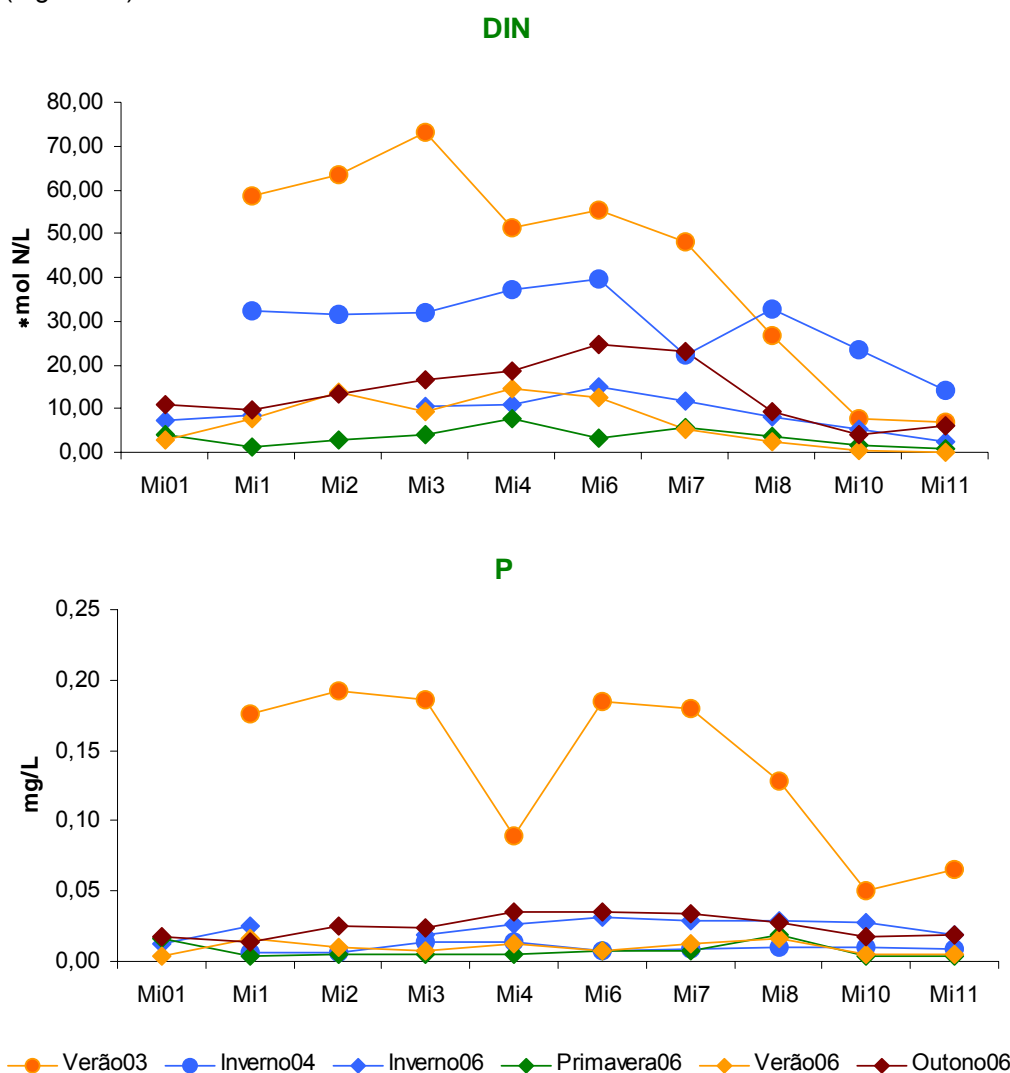 DIN
80,00
70,00
60,00
50,00
40,00
30,00
20,00
10,00
0,00
*mol N/L
Mi01 Mi1 Mi2 Mi3 Mi4 Mi6 Mi7 Mi8 Mi10 Mi11
P
0,25
0,20
0,15
0,10
0,05
0,00
mg/L
Mi01 Mi1 Mi2 Mi3 Mi4 Mi6 Mi7 Mi8 Mi10 Mi11
Verão03 Inverno04 Inverno06 Primavera06 Verão06 Outono06